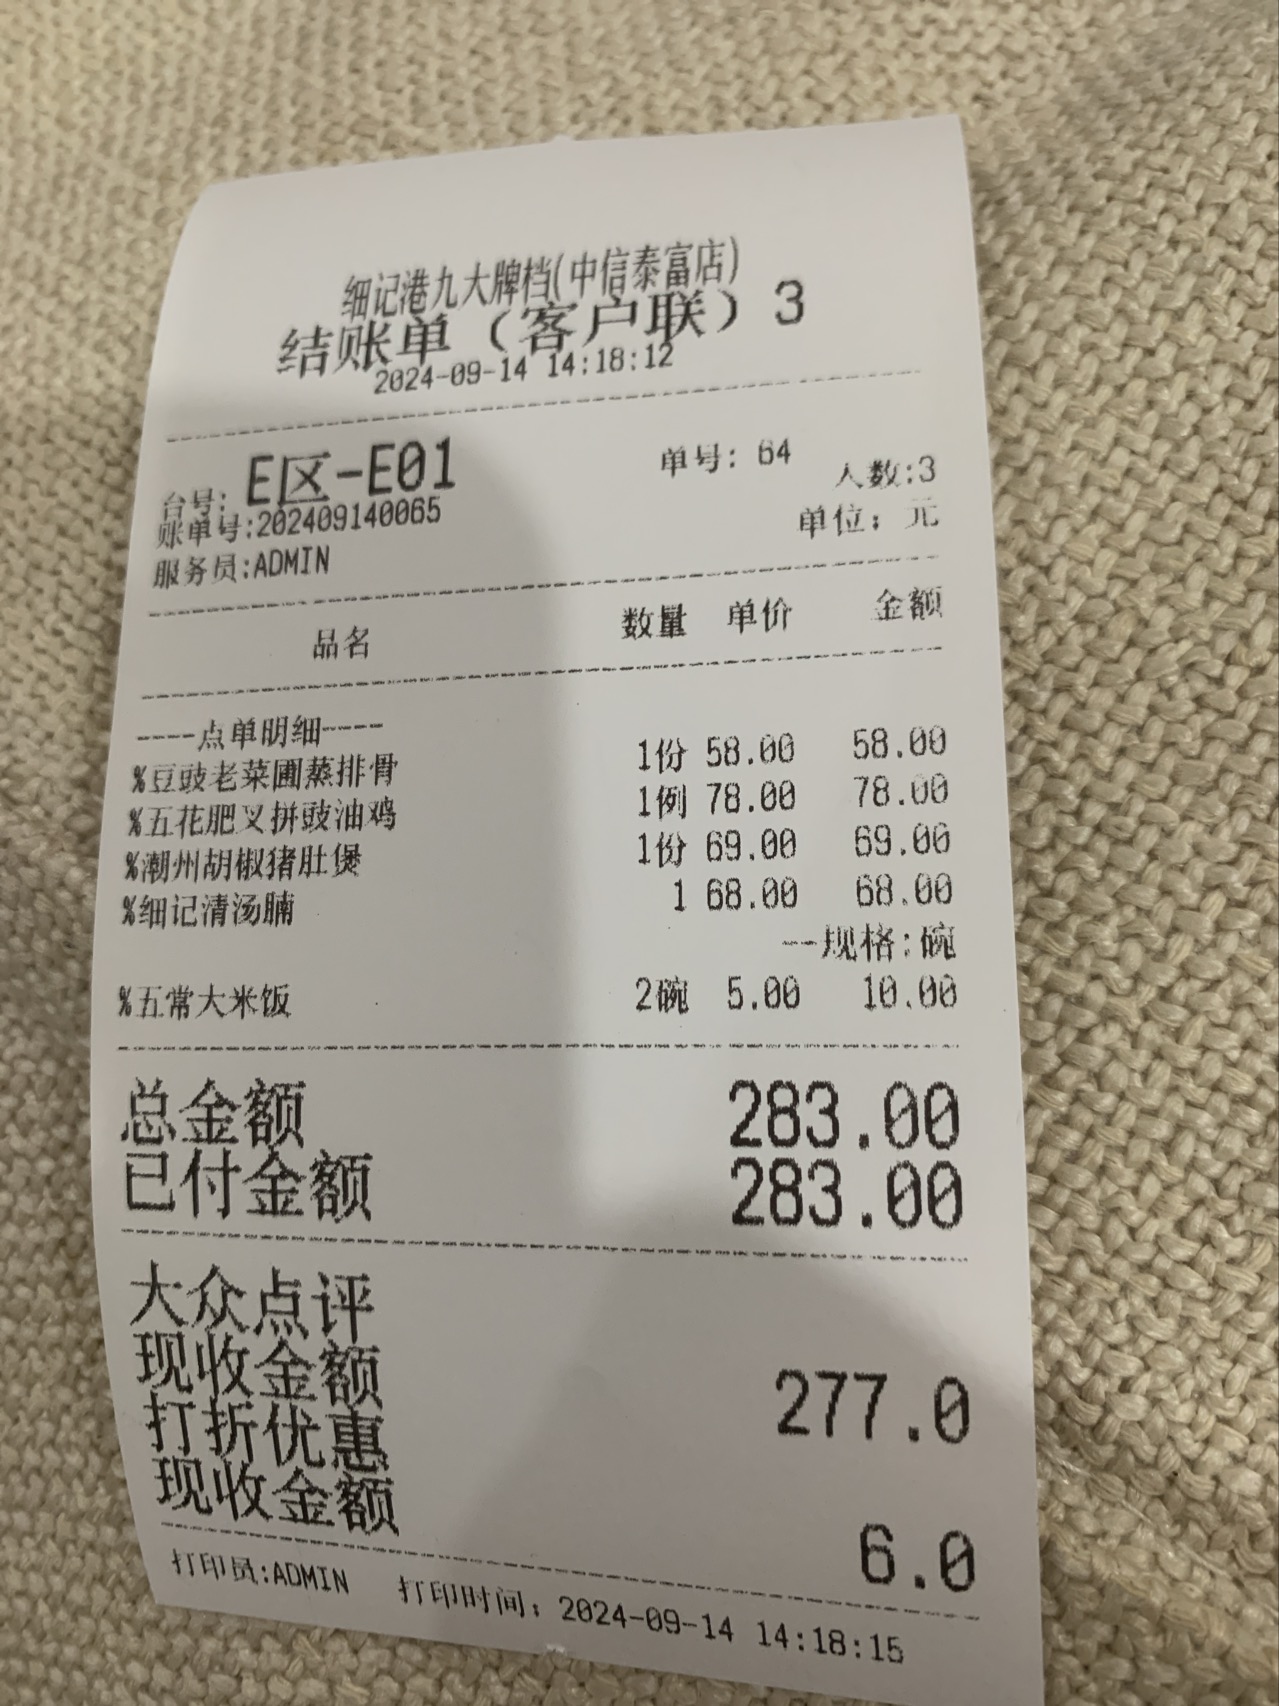 细记港九大牌档(中信泰富店)
结账单（客户联）3
2024-09-14 14:18:12
台号: E区-E01 单号: 64
账单号:202409140065 人数:3
服务员:ADMIN 单位: 元
品名 数量 单价 金额
----点单明细----
%豆豉老菜圃蒸排骨 1份 58.00 58.00
%五花肥叉拼豉油鸡 1例 78.00 78.00
%潮州胡椒猪肚煲 1份 69.00 69.00
%细记清汤腩 1 68.00 68.00
--规格:碗
%五常大米饭 2碗 5.00 10.00
总金额 283.00
已付金额 283.00
大众点评
现收金额 277.0
打折优惠
现收金额 6.0
打印员:ADMIN 打印时间: 2024-09-14 14:18:15